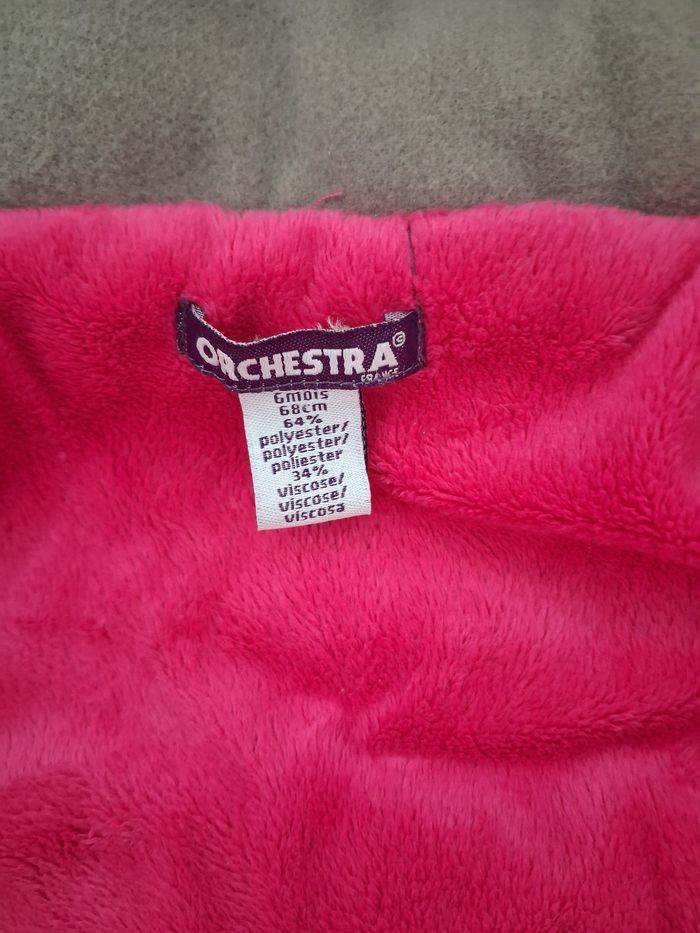 ORCHESTRA©
FRANCE
6mois
68cm
64%
polyester/
polyester/
poliester
34%
viscose/
viscose/
viscosa